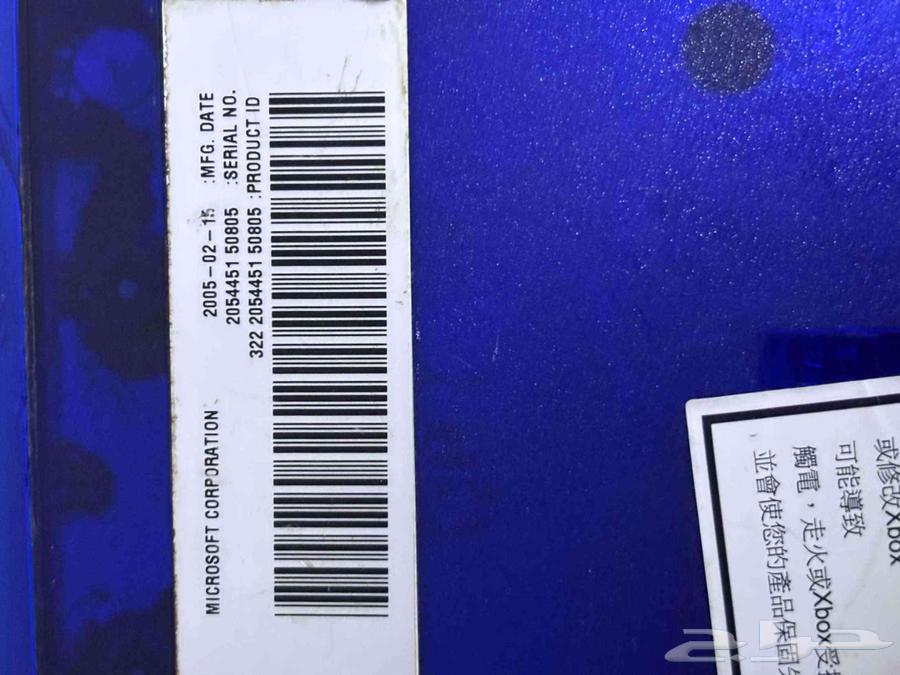 MICROSOFT CORPORATION
2005-02-15 :MFG. DATE
2054451 50805 :SERIAL NO.
322 2054451 50805 :PRODUCT ID
或修改Xbox
可能導致
觸電，走火或Xbox受
並會使您的產品保固